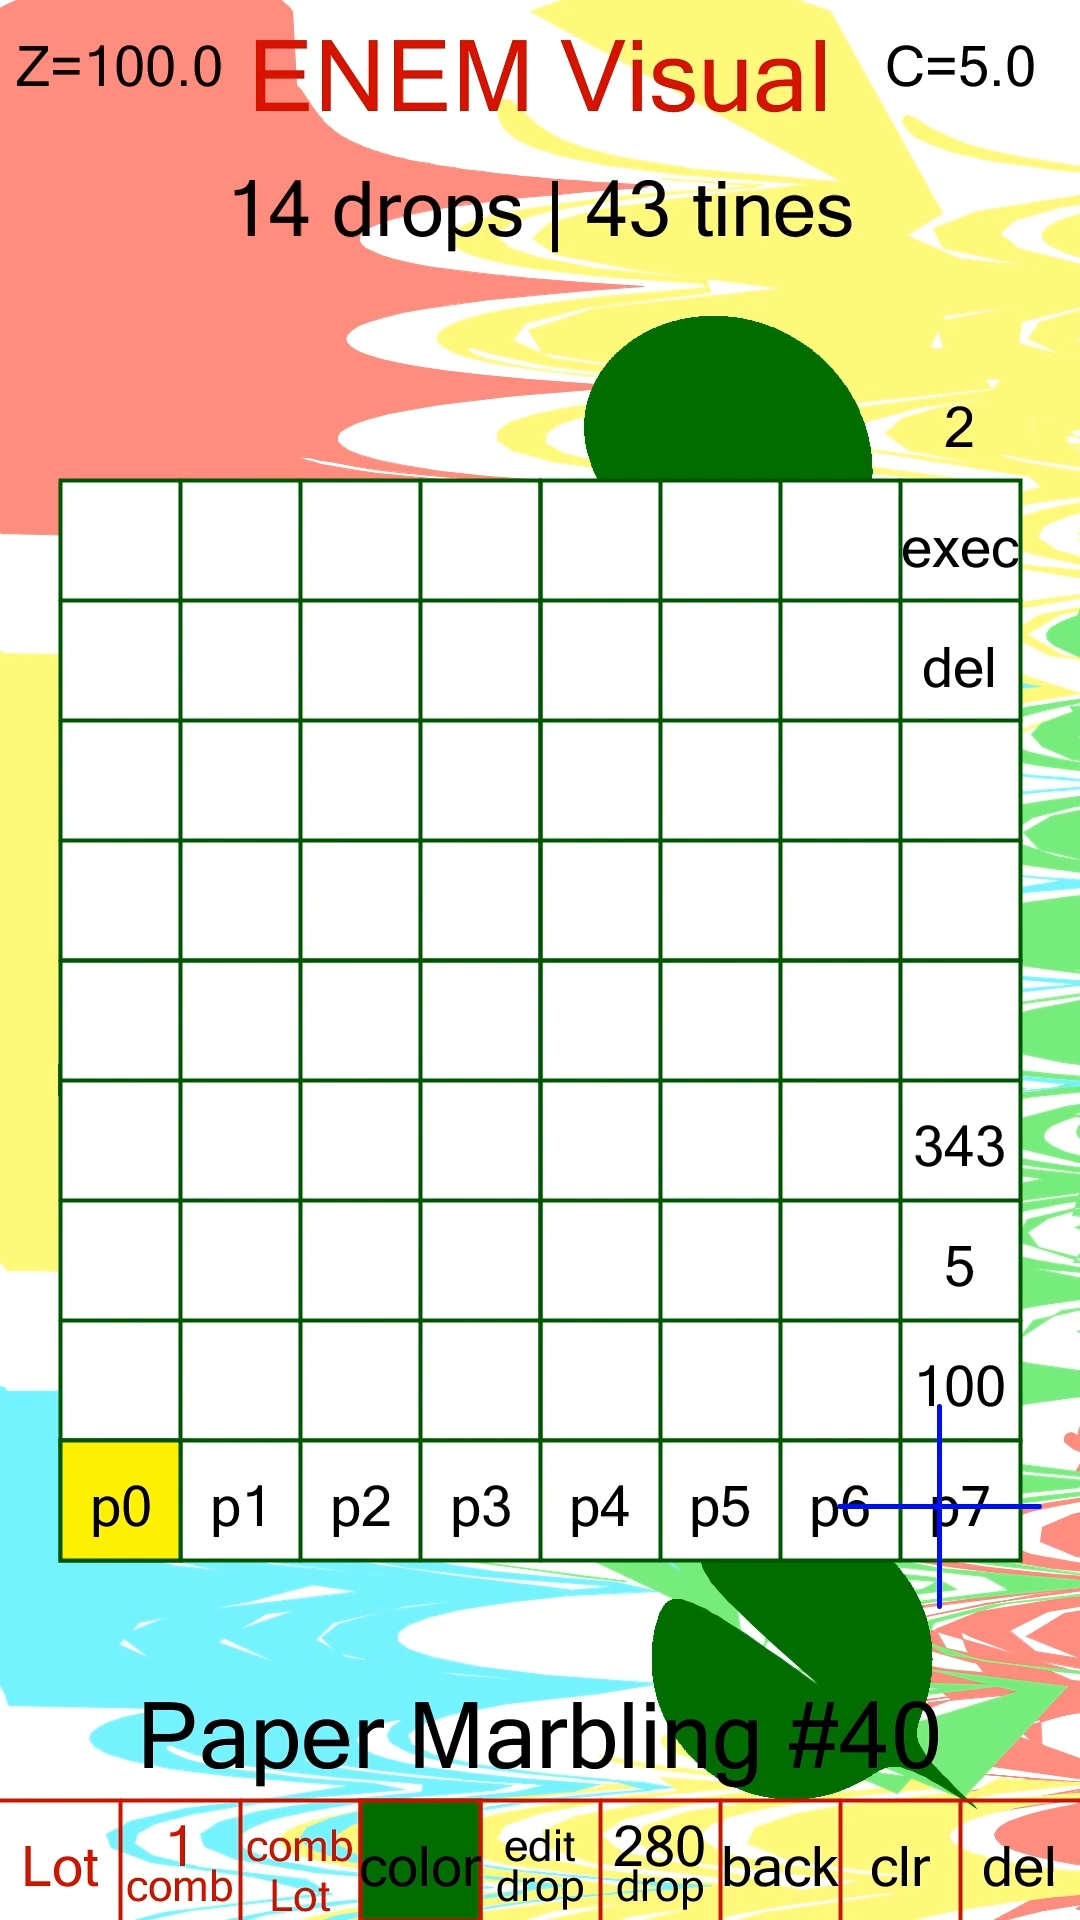 Z=100.0 ENEM Visual C=5.0
14 drops | 43 tines
2
exec
del
343
5
100
p0 p1 p2 p3 p4 p5 p6 p7
Paper Marbling #40
Lot 1 comb comb Lot color edit drop 280 drop back clr del